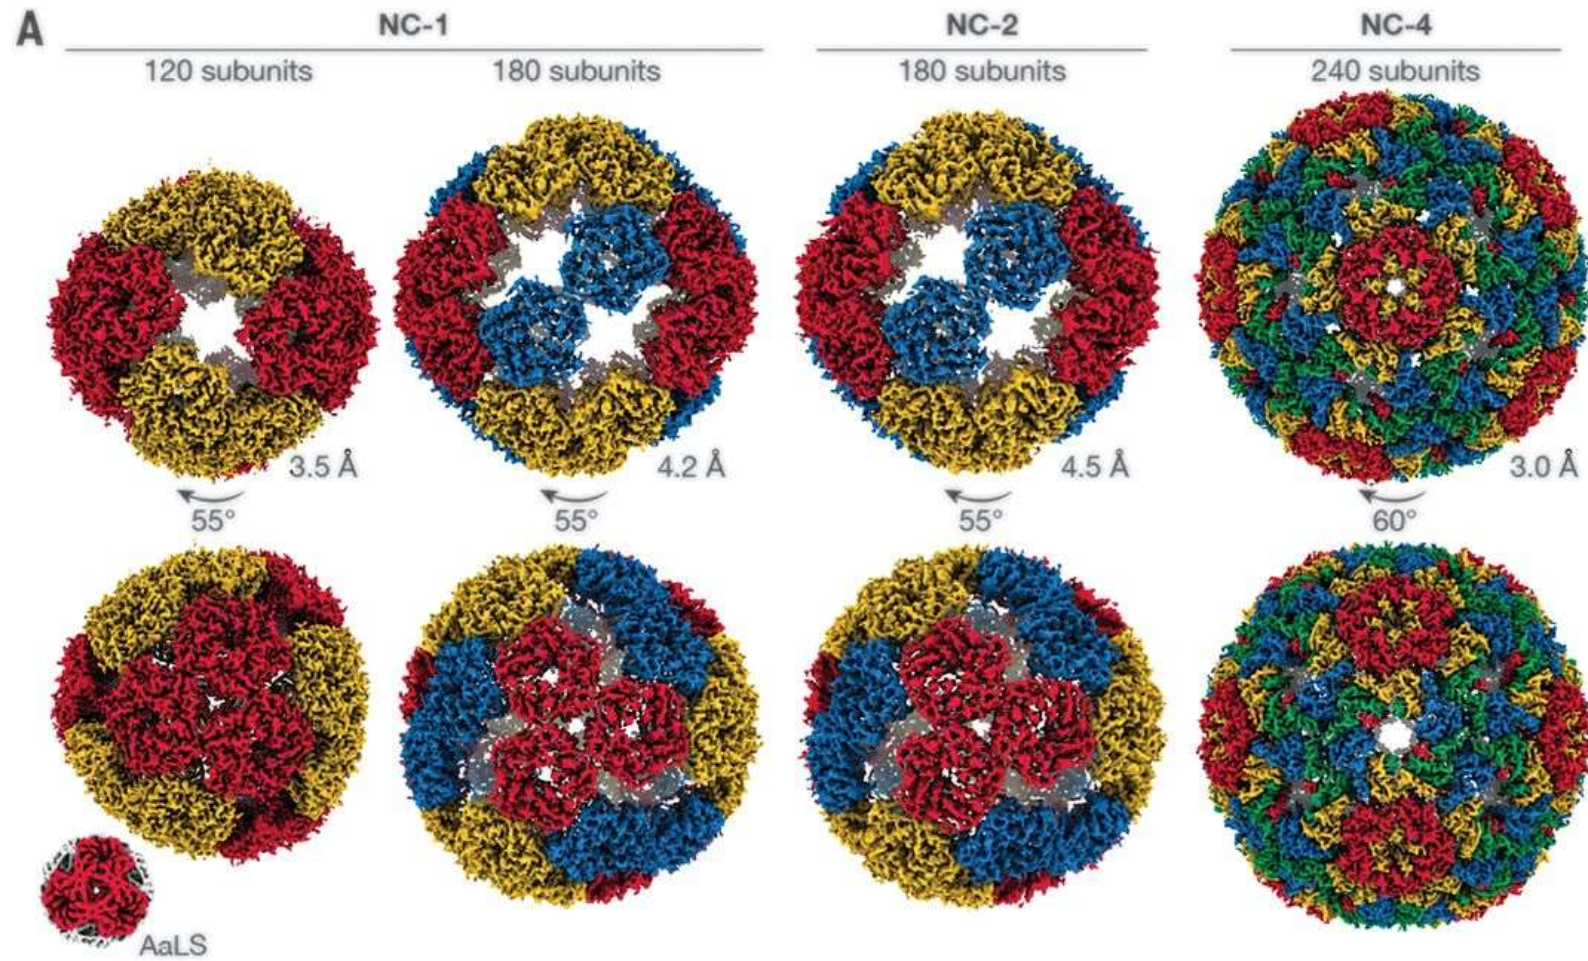 A
NC-1 NC-2 NC-4
120 subunits 180 subunits 180 subunits 240 subunits
3.5 Å 4.2 Å 4.5 Å 3.0 Å
55° 55° 55° 60°
AaLS